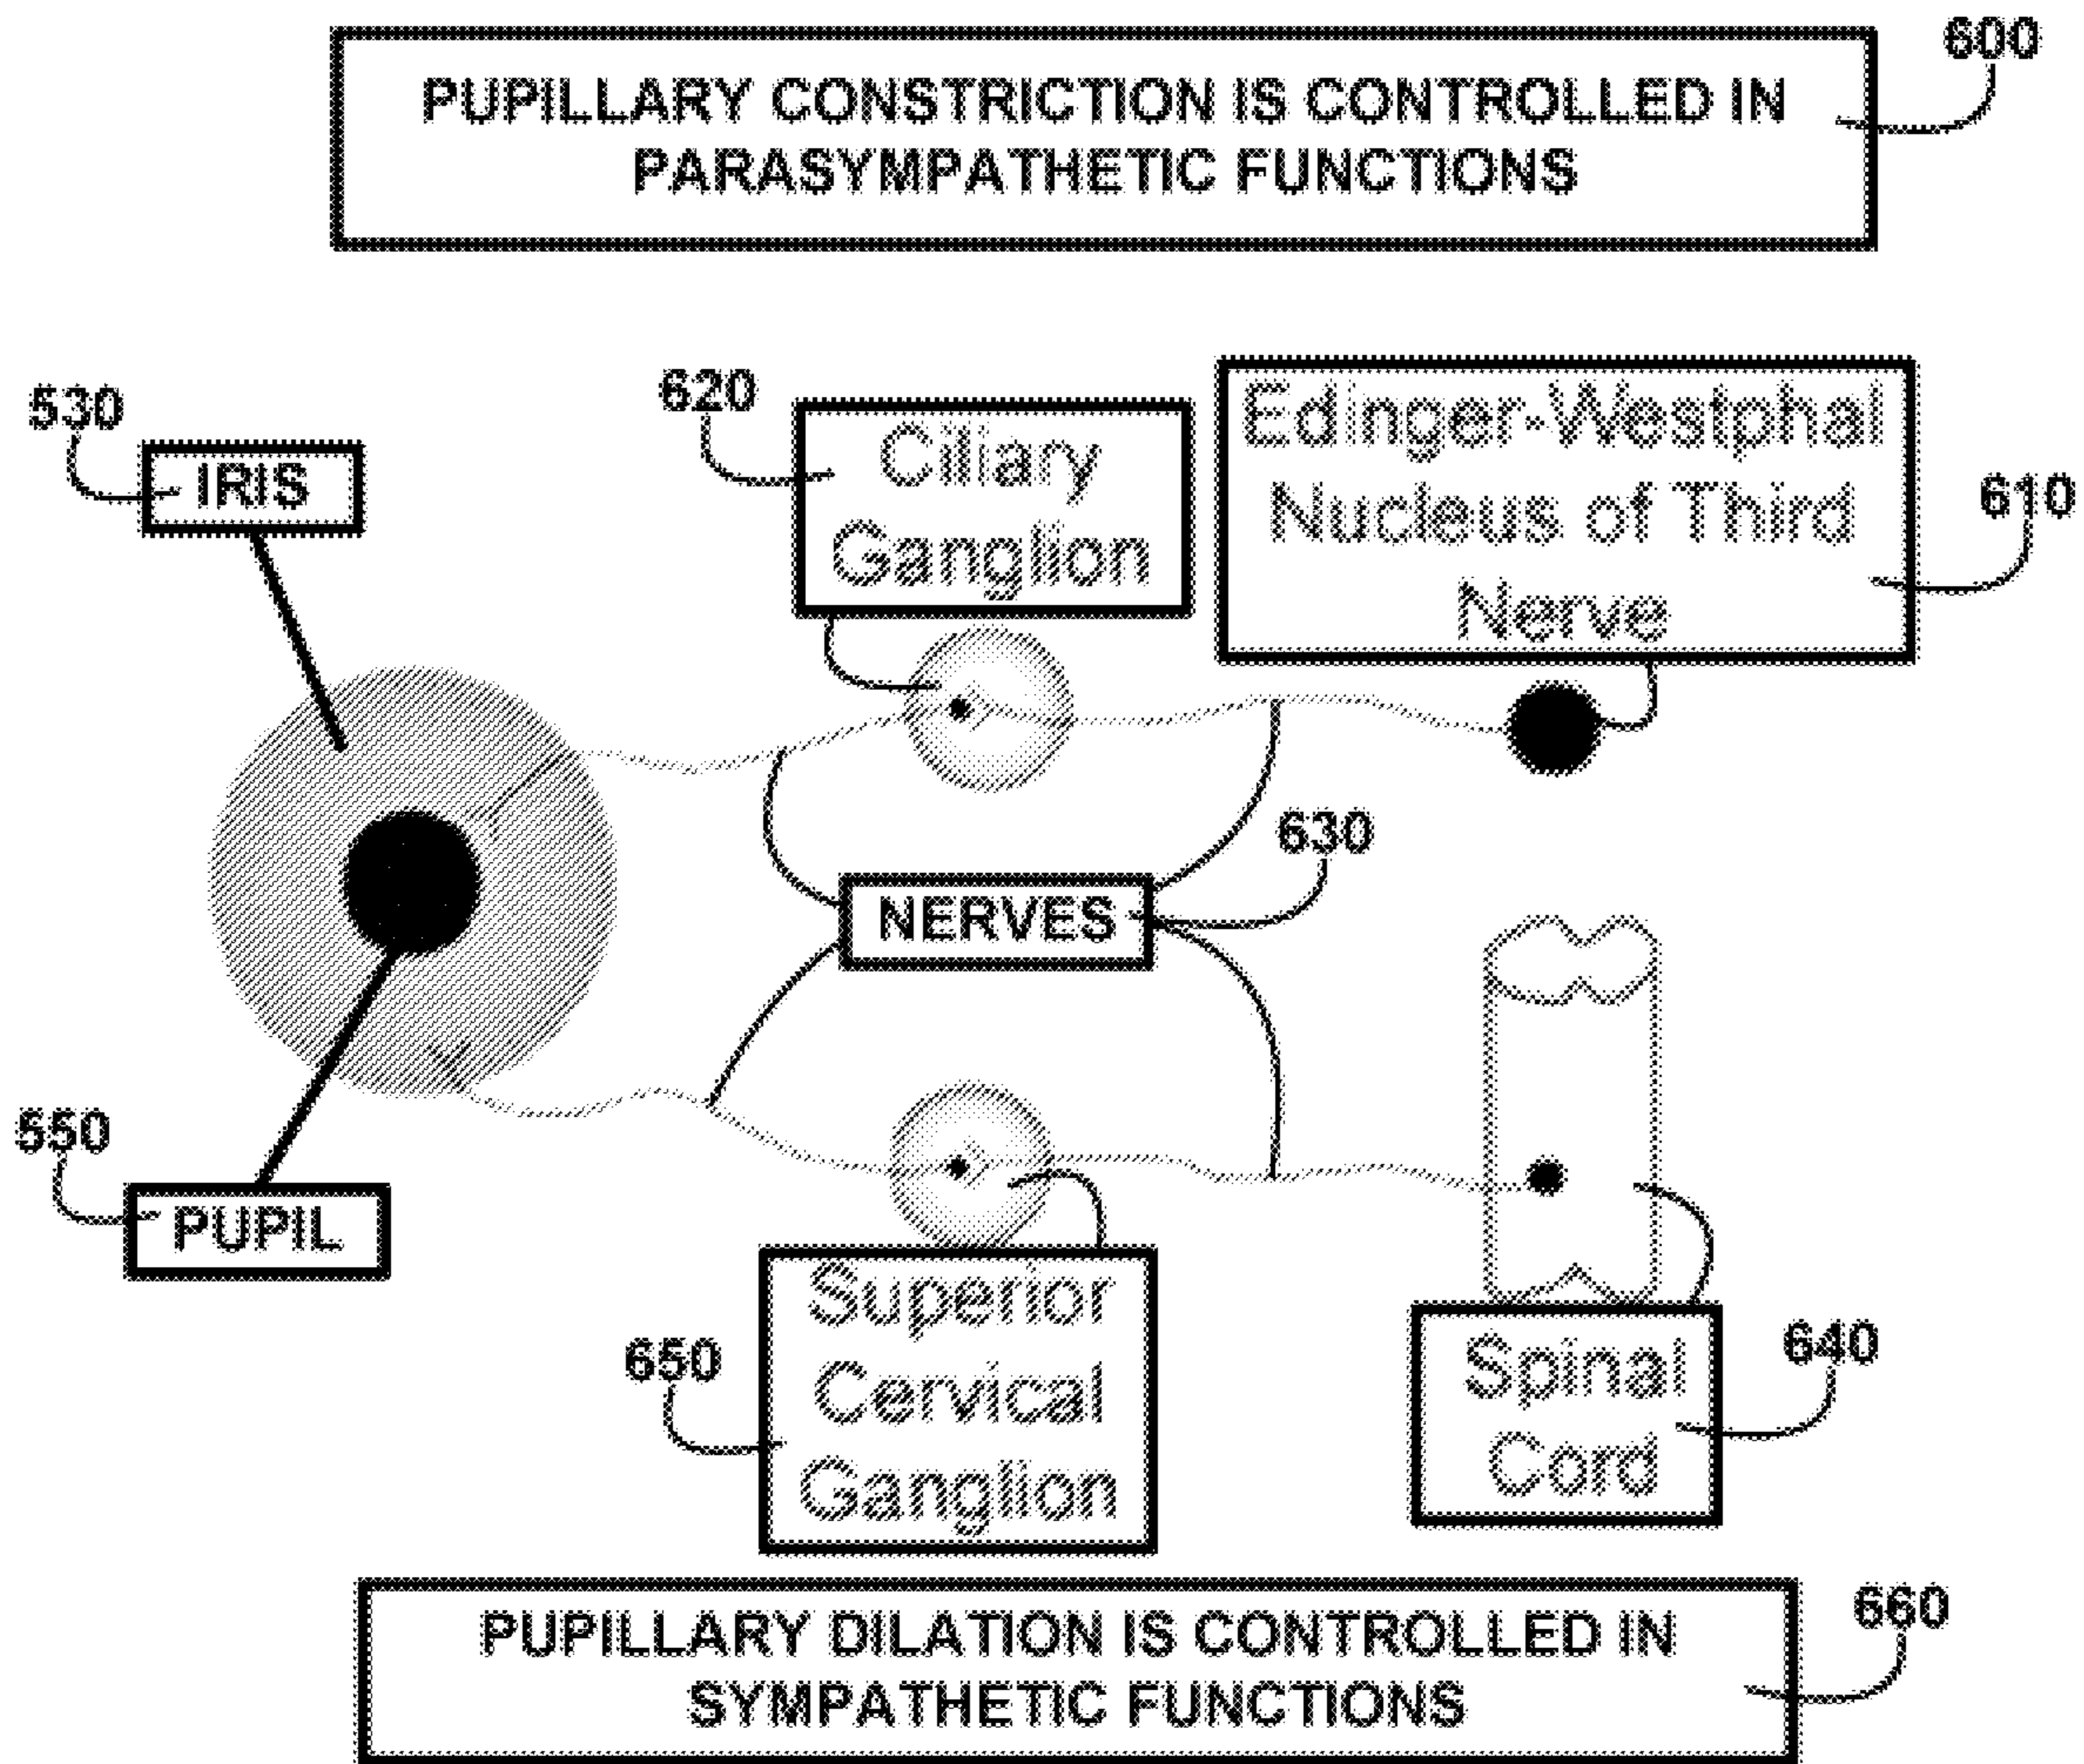 600
PUPILLARY CONSTRICTION IS CONTROLLED IN
PARASYMPATHETIC FUNCTIONS
530
IRIS
620
Ciliary
Ganglion
Edinger-Westphal
Nucleus of Third
Nerve
610
630
NERVES
550
PUPIL
650
Superior
Cervical
Ganglion
640
Spinal
Cord
660
PUPILLARY DILATION IS CONTROLLED IN
SYMPATHETIC FUNCTIONS